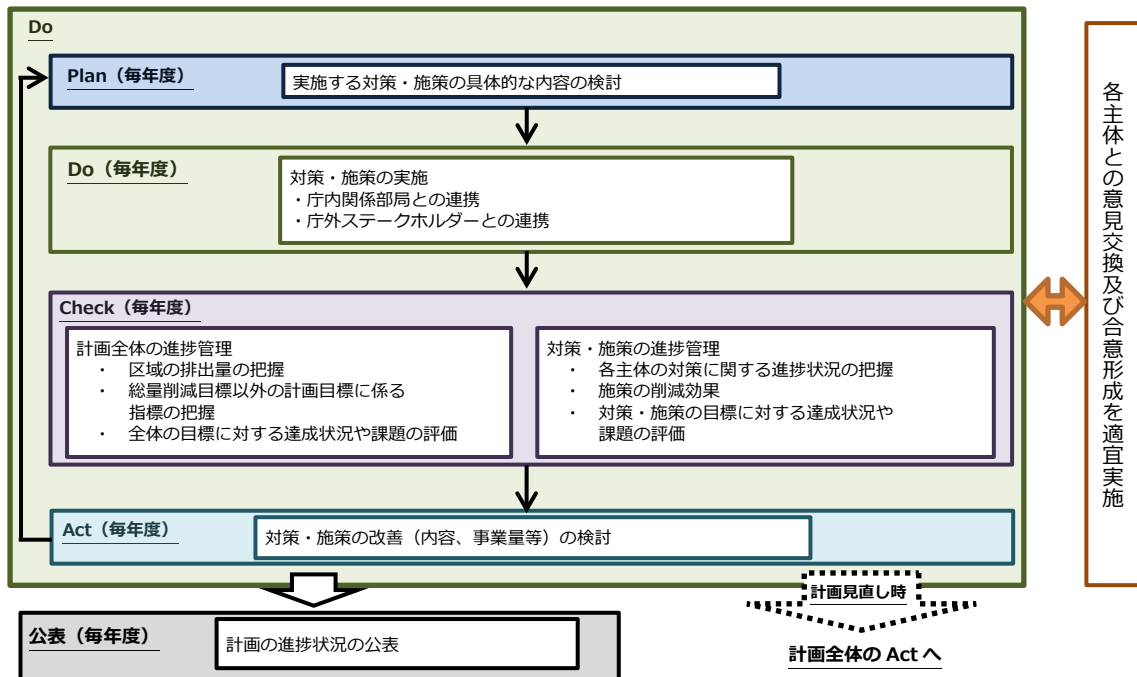 Do
Plan（毎年度）
実施する対策・施策の具体的な内容の検討
Do（毎年度）
対策・施策の実施
・庁内関係部局との連携
・庁外ステークホルダーとの連携
Check（毎年度）
計画全体の進捗管理
・　区域の排出量の把握
・　総量削減目標以外の計画目標に係る
指標の把握
・　全体の目標に対する達成状況や課題の評価
対策・施策の進捗管理
・　各主体の対策に関する進捗状況の把握
・　施策の削減効果
・　対策・施策の目標に対する達成状況や
課題の評価
Act（毎年度）
対策・施策の改善（内容、事業量等）の検討
各主体との意見交換及び合意形成を適宜実施
計画見直し時
計画全体の Act へ
公表（毎年度）
計画の進捗状況の公表